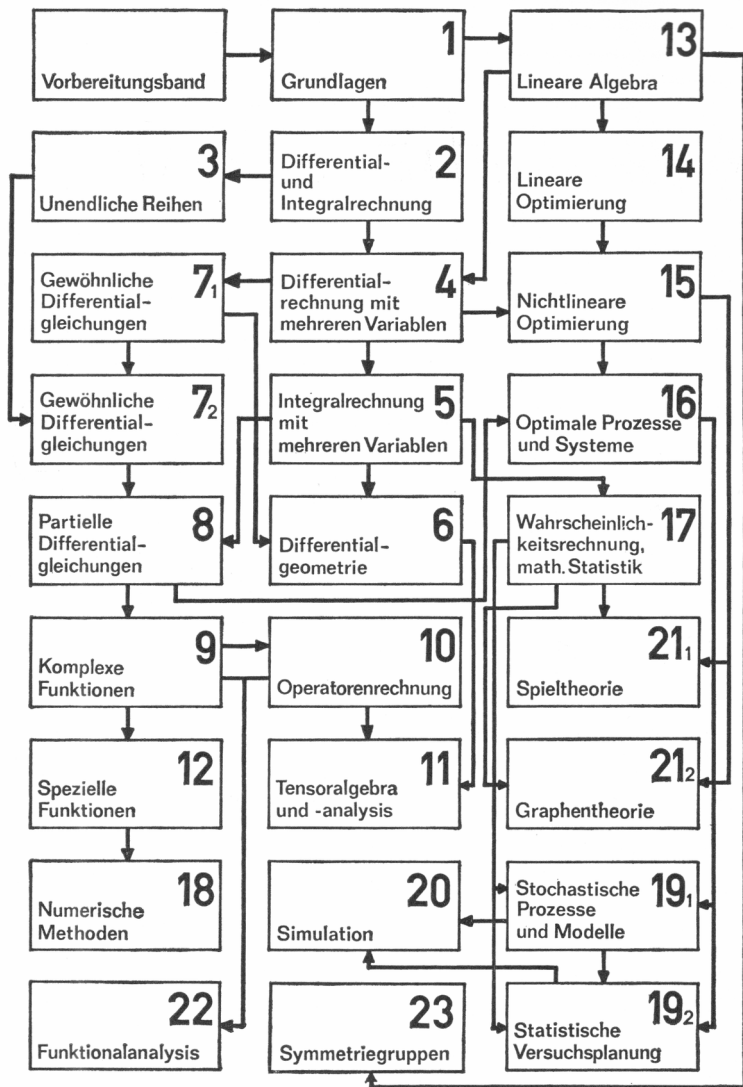 Vorbereitungsband
1
Grundlagen
13
Lineare Algebra
3
Unendliche Reihen
2
Differential-
und
Integralrechnung
14
Lineare
Optimierung
7₁
Gewöhnliche
Differential-
gleichungen
4
Differential-
rechnung mit
mehreren Variablen
15
Nichtlineare
Optimierung
7₂
Gewöhnliche
Differential-
gleichungen
5
Integralrechnung
mit
mehreren Variablen
16
Optimale Prozesse
und Systeme
8
Partielle
Differential-
gleichungen
6
Differential-
geometrie
17
Wahrscheinlich-
keitsrechnung,
math. Statistik
9
Komplexe
Funktionen
10
Operatorenrechnung
21₁
Spieltheorie
12
Spezielle
Funktionen
11
Tensoralgebra
und -analysis
21₂
Graphentheorie
18
Numerische
Methoden
20
Simulation
19₁
Stochastische
Prozesse
und Modelle
22
Funktionalanalysis
23
Symmetriegruppen
19₂
Statistische
Versuchsplanung